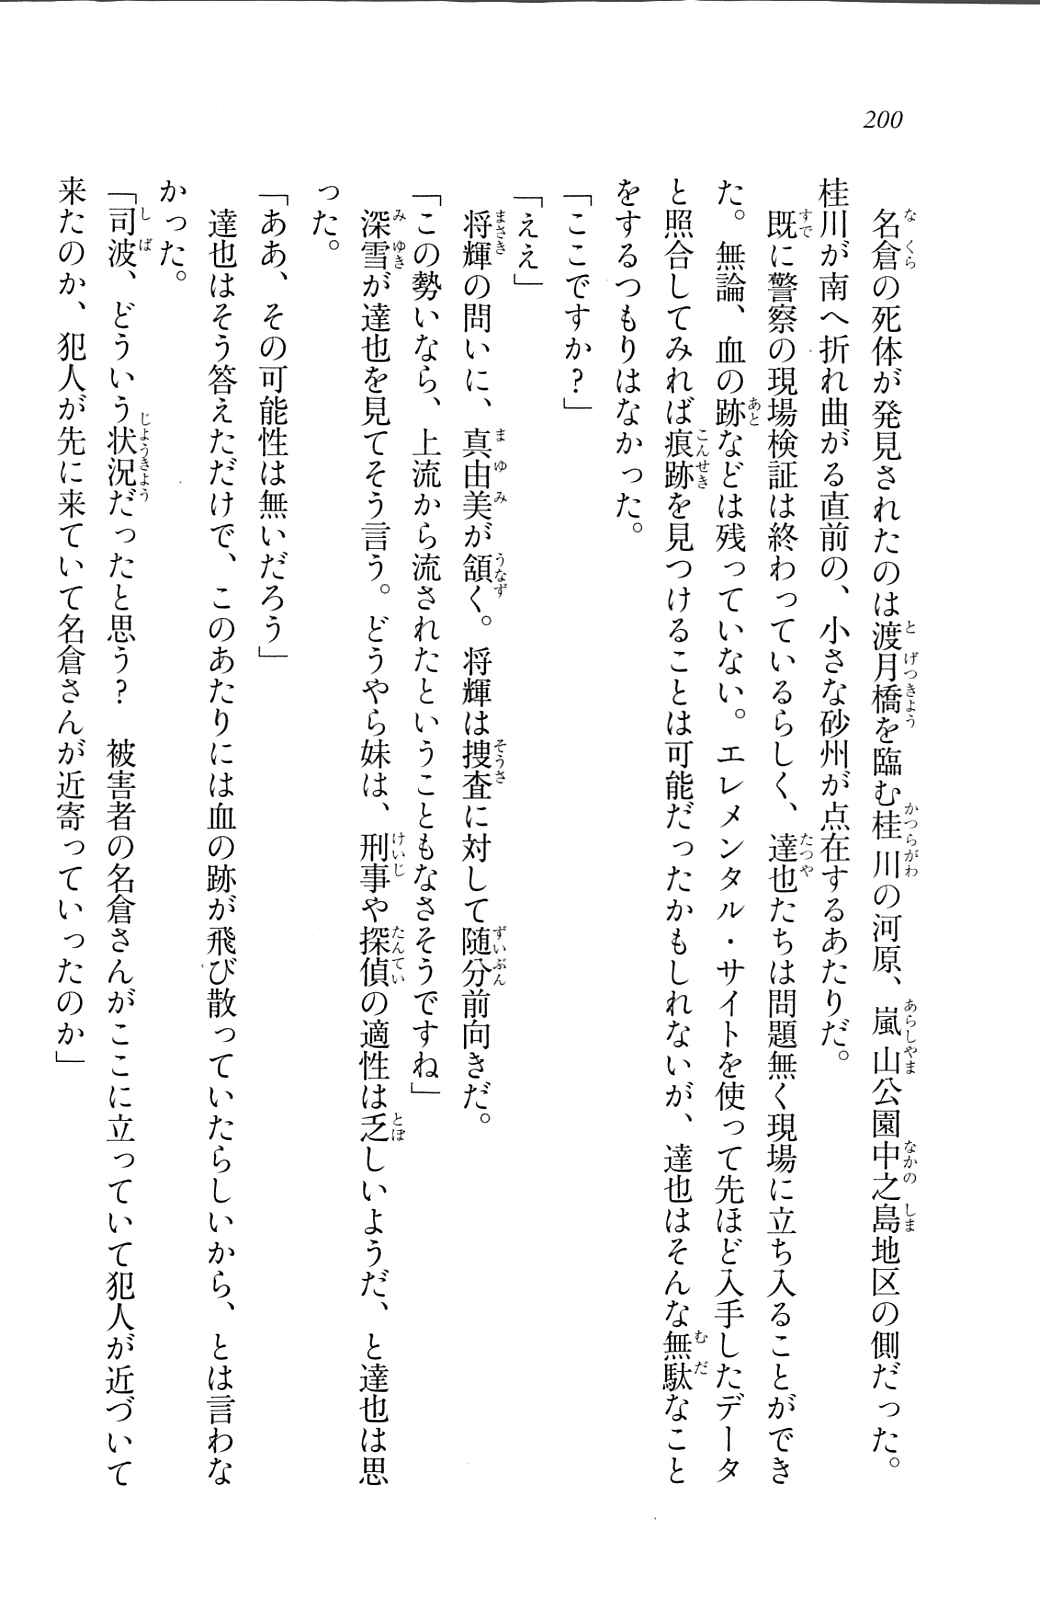 200
名倉の死体が発見されたのは渡月橋を臨む桂川の河原、嵐山公園中之島地区の側だった。
桂川が南へ折れ曲がる直前の、小さな砂州が点在するあたりだ。
既に警察の現場検証は終わっているらしく、達也たちは問題無く現場に立ち入ることができ
た。無論、血の跡などは残っていない。エレメンタル・サイトを使って先ほど入手したデータ
と照合してみれば痕跡を見つけることは可能だったかもしれないが、達也はそんな無駄なこと
をするつもりはなかった。
「ここですか?」
「ええ」
将輝の問いに、真由美が頷く。将輝は捜査に対して随分前向きだ。
「この勢いなら、上流から流されたということもなさそうですね」
深雪が達也を見てそう言う。どうやら妹は、刑事や探偵の適性は乏しいようだ、と達也は思
った。
「ああ、その可能性は無いだろう」
達也はそう答えただけで、このあたりには血の跡が飛び散っていたらしいから、とは言わな
かった。
「司波、どういう状況だったと思う? 被害者の名倉さんがここに立っていて犯人が近づいて
来たのか、犯人が先に来ていて名倉さんが近寄っていったのか」